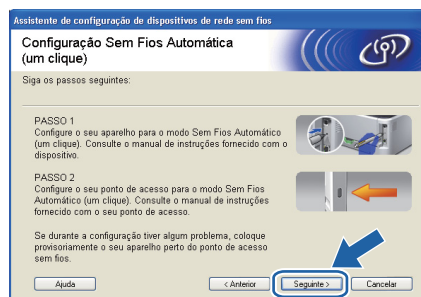 Assistente de configuração de dispositivos de rede sem fios
Configuração Sem Fios Automática
(um clique)
Siga os passos seguintes:
PASSO 1
Configure o seu aparelho para o modo Sem Fios Automático
(um clique). Consulte o manual de instruções fornecido com o
dispositivo.
PASSO 2
Configure o seu ponto de acesso para o modo Sem Fios
Automático (um clique). Consulte o manual de instruções
fornecido com o seu ponto de acesso.
Se durante a configuração tiver algum problema, coloque
provisoriamente o seu aparelho perto do ponto de acesso
sem fios.
Ajuda
< Anterior
Seguinte >
Cancelar